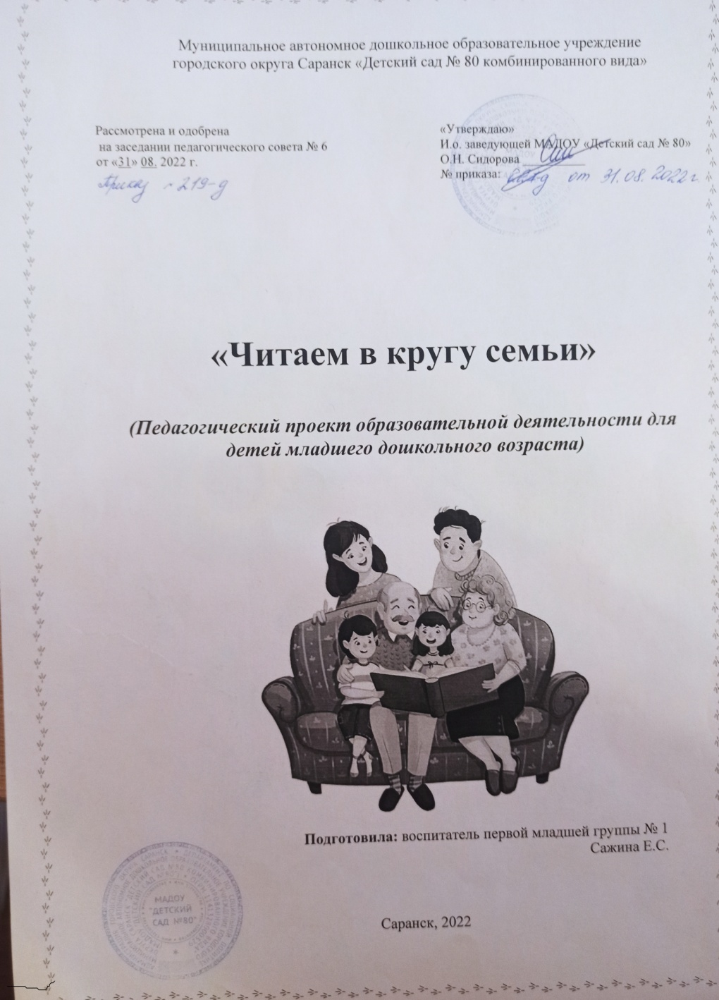 Муниципальное автономное дошкольное образовательное учреждение
городского округа Саранск «Детский сад № 80 комбинированного вида»
Рассмотрена и одобрена
на заседании педагогического совета № 6
от «31» 08. 2022 г.
Приказ № 219-д
«Утверждаю»
И.о. заведующей МАДОУ «Детский сад № 80»
О.Н. Сидорова
№ приказа: от 31.08.2022 г.
«Читаем в кругу семьи»
(Педагогический проект образовательной деятельности для
детей младшего дошкольного возраста)
Подготовила: воспитатель первой младшей группы № 1
Сажина Е.С.
МАДОУ
"ДЕТСКИЙ
САД №80"
Саранск, 2022